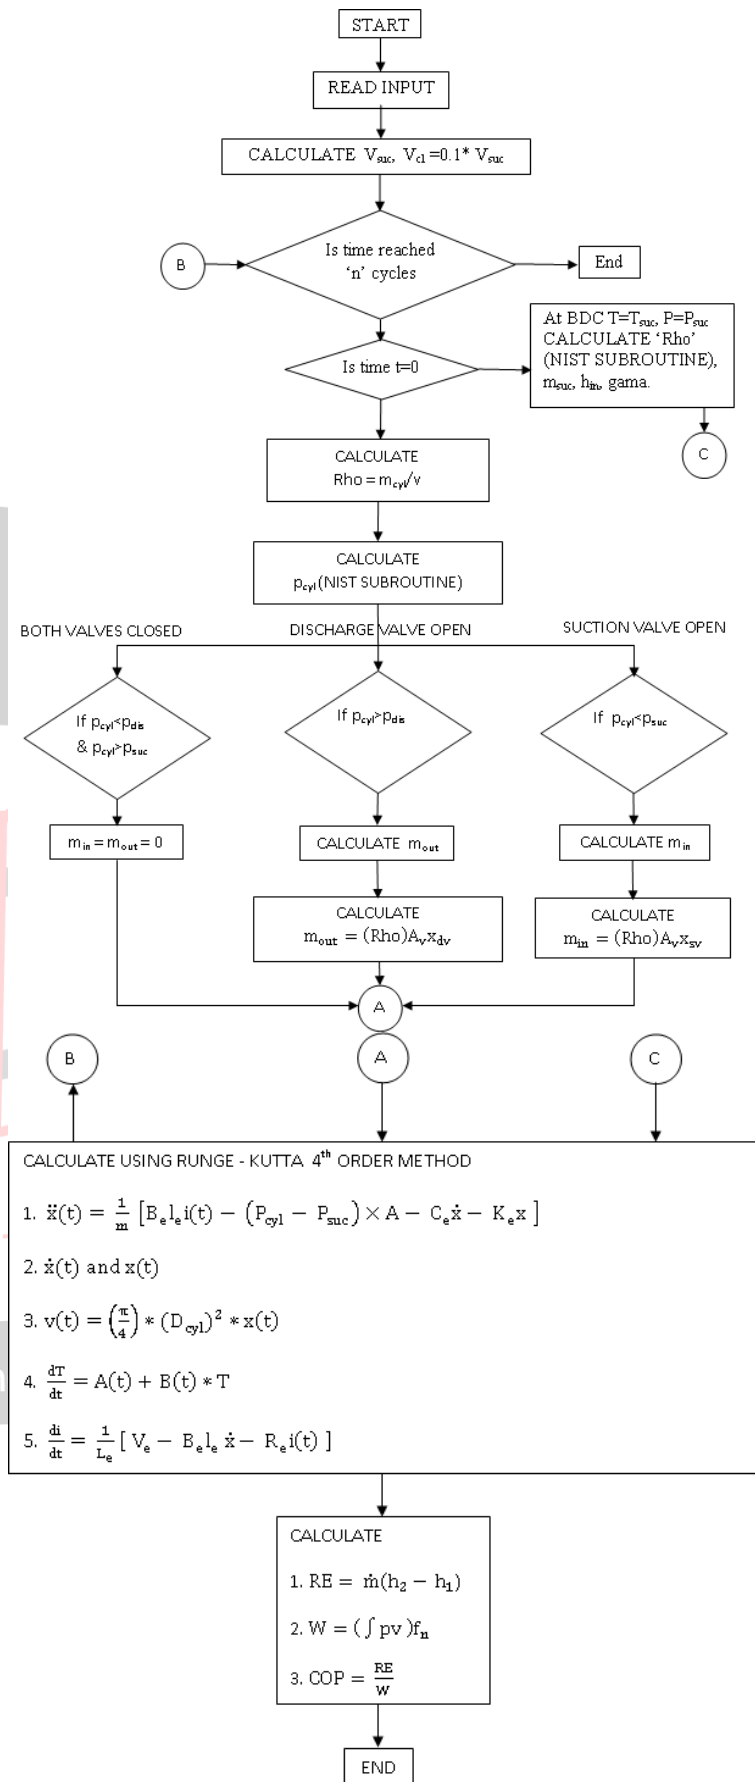 START
READ INPUT
CALCULATE V_suc, V_cl =0.1* V_suc
Is time reached
‘n’ cycles
B
End
Is time t=0
At BDC T=T_suc, P=P_suc
CALCULATE ‘Rho’
(NIST SUBROUTINE),
m_suc, h_in, gama.
C
CALCULATE
Rho = m_cyl/v
CALCULATE
p_cyl(NIST SUBROUTINE)
BOTH VALVES CLOSED
DISCHARGE VALVE OPEN
SUCTION VALVE OPEN
If p_cyl<p_dis
& p_cyl>p_suc
If p_cyl>p_dis
If p_cyl<p_suc
m_in = m_out = 0
CALCULATE m_out
CALCULATE m_in
CALCULATE
m_out = (Rho)A_v x_dv
CALCULATE
m_in = (Rho)A_v x_sv
A
B
A
C
CALCULATE USING RUNGE - KUTTA 4th ORDER METHOD
1. ẍ(t) = 1/m [B_e l_e i(t) − (P_cyl − P_suc) × A − C_e ẋ − K_e x ]
2. ẋ(t) and x(t)
3. v(t) = (π/4) * (D_cyl)² * x(t)
4. dT/dt = A(t) + B(t) * T
5. di/dt = 1/L_e [ V_e − B_e l_e ẋ − R_e i(t) ]
CALCULATE
1. RE = ṁ(h₂ − h₁)
2. W = (∫ pv )f_n
3. COP = RE/W
END